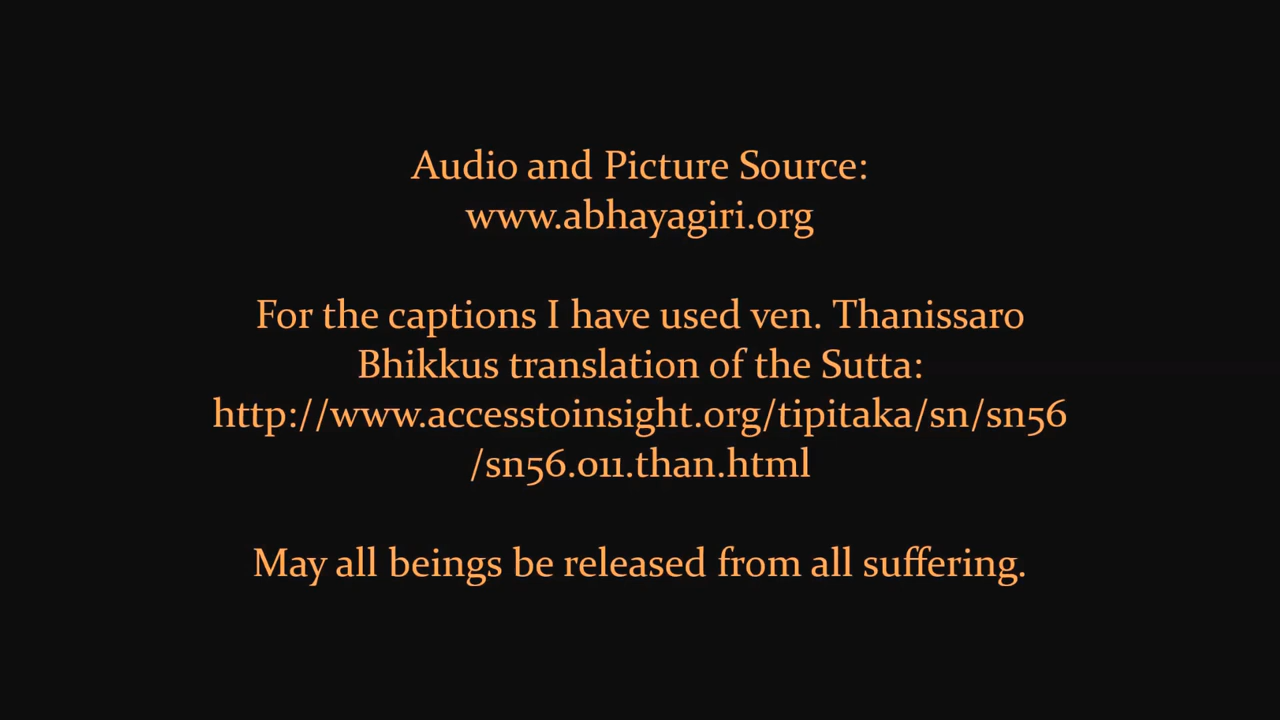 Audio and Picture Source:
www.abhayagiri.org
For the captions I have used ven. Thanissaro
Bhikkus translation of the Sutta:
http://www.accesstoinsight.org/tipitaka/sn/sn56
/sn56.011.than.html
May all beings be released from all suffering.